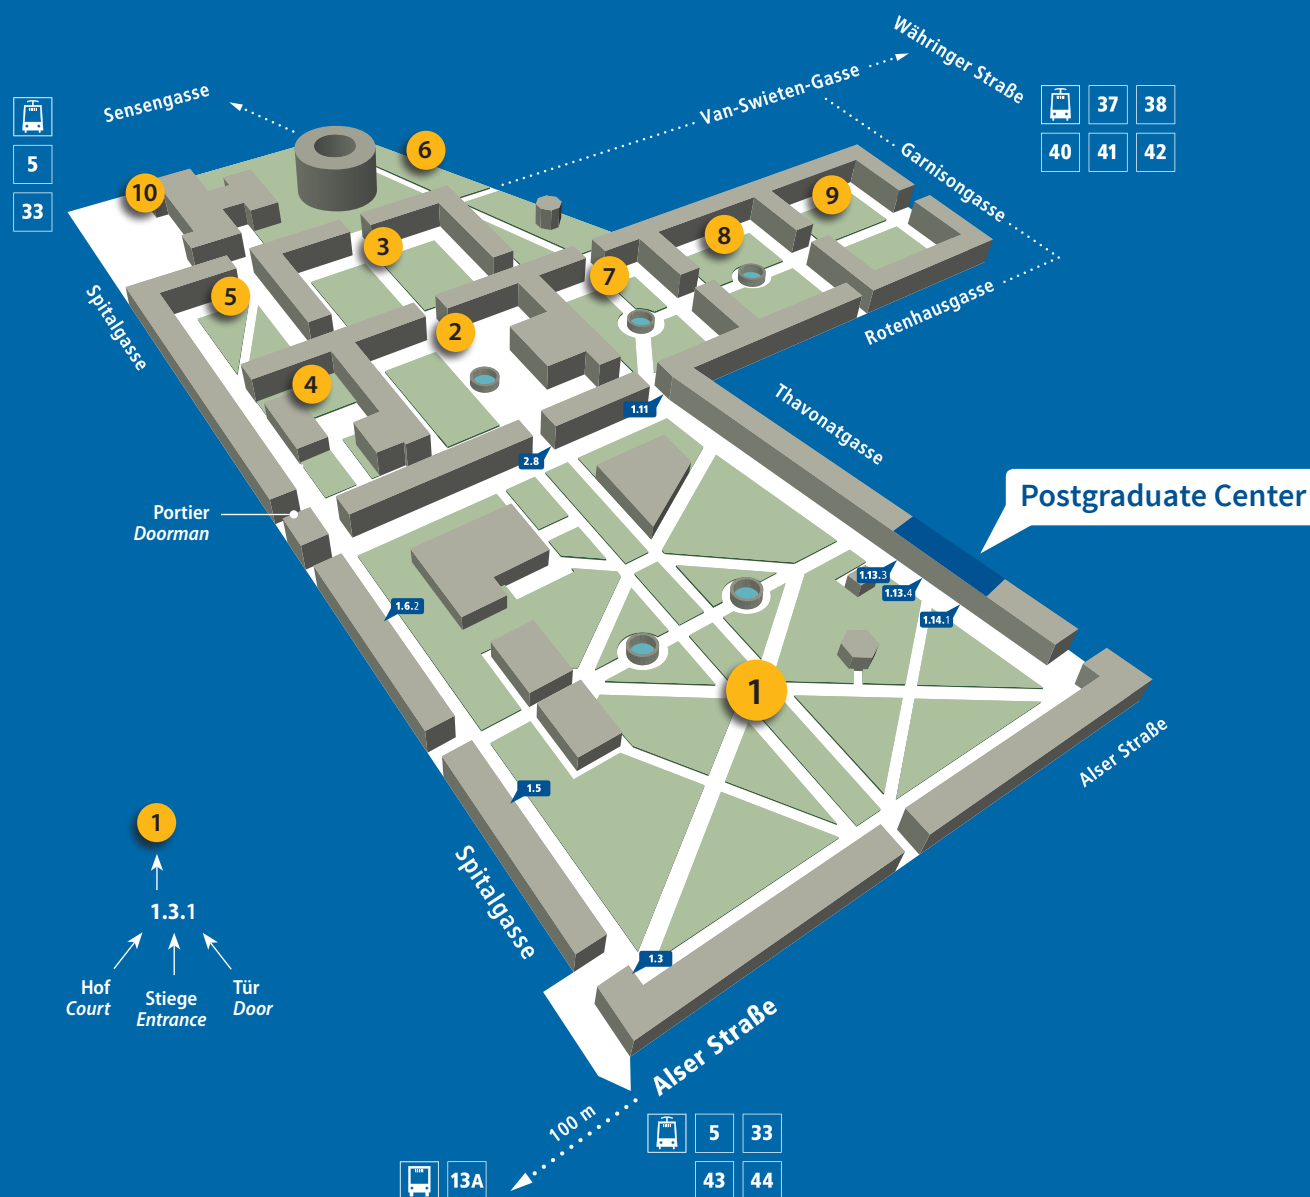 Währinger Straße
37 38
40 41 42
Van-Swieten-Gasse
Sensengasse
5
33
6
10
9
Garnisongasse
3
8
7
5
2
4
Spitalgasse
Rotenhausgasse
Thavonatgasse
1.11
2.8
Postgraduate Center
Portier
Doorman
1.13.3
1.13.4
1.14.1
1.6.2
1
Alser Straße
1.5
1
1.3.1
Hof
Court
Stiege
Entrance
Tür
Door
Spitalgasse
1.3
Alser Straße
100 m
5 33
43 44
13A